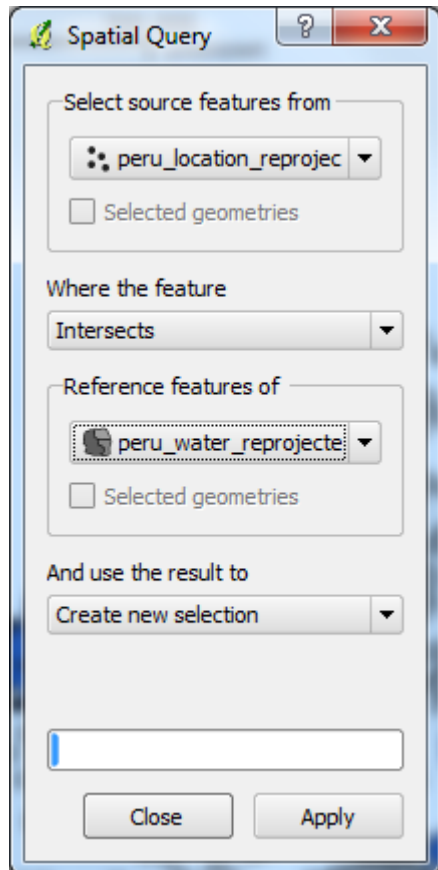 Spatial Query
Select source features from
peru_location_reprojec
Selected geometries
Where the feature
Intersects
Reference features of
peru_water_reprojecte
Selected geometries
And use the result to
Create new selection
Close
Apply